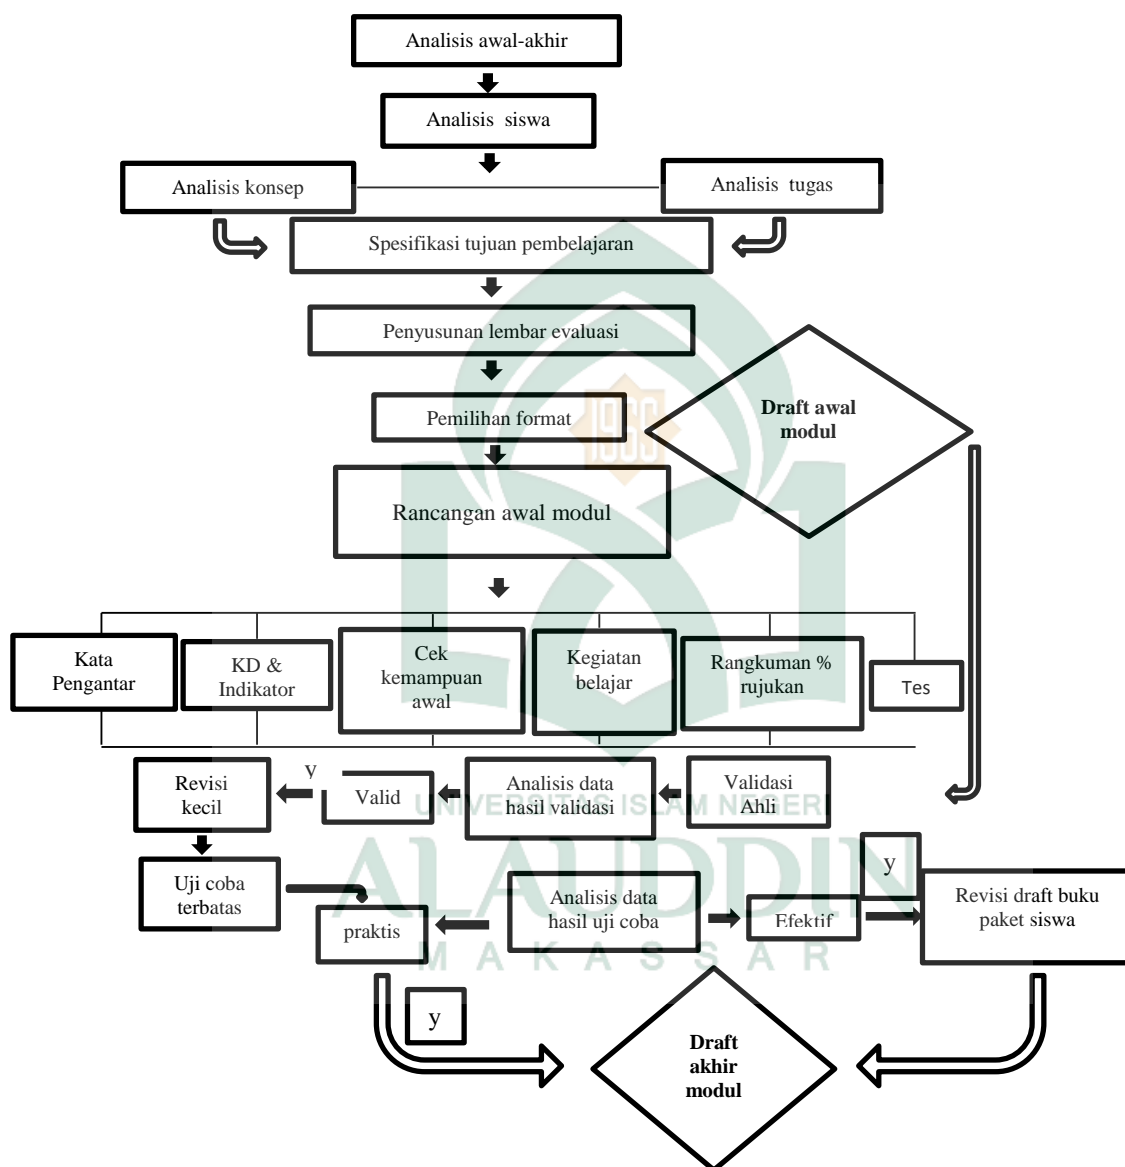 Analisis awal-akhir
Analisis siswa
Analisis konsep
Analisis tugas
Spesifikasi tujuan pembelajaran
Penyusunan lembar evaluasi
Pemilihan format
Draft awal
modul
1965
Rancangan awal modul
Kata
Pengantar
KD &
Indikator
Cek
kemampuan
awal
Kegiatan
belajar
Rangkuman %
rujukan
Tes
Revisi
kecil
y
Valid
Analisis data
hasil validasi
Validasi
Ahli
UNIVERSITAS ISLAM NEGERI
ALAUDDIN
MAKASSAR
Uji coba
terbatas
praktis
Analisis data
hasil uji coba
Efektif
y
Revisi draft buku
paket siswa
y
Draft
akhir
modul